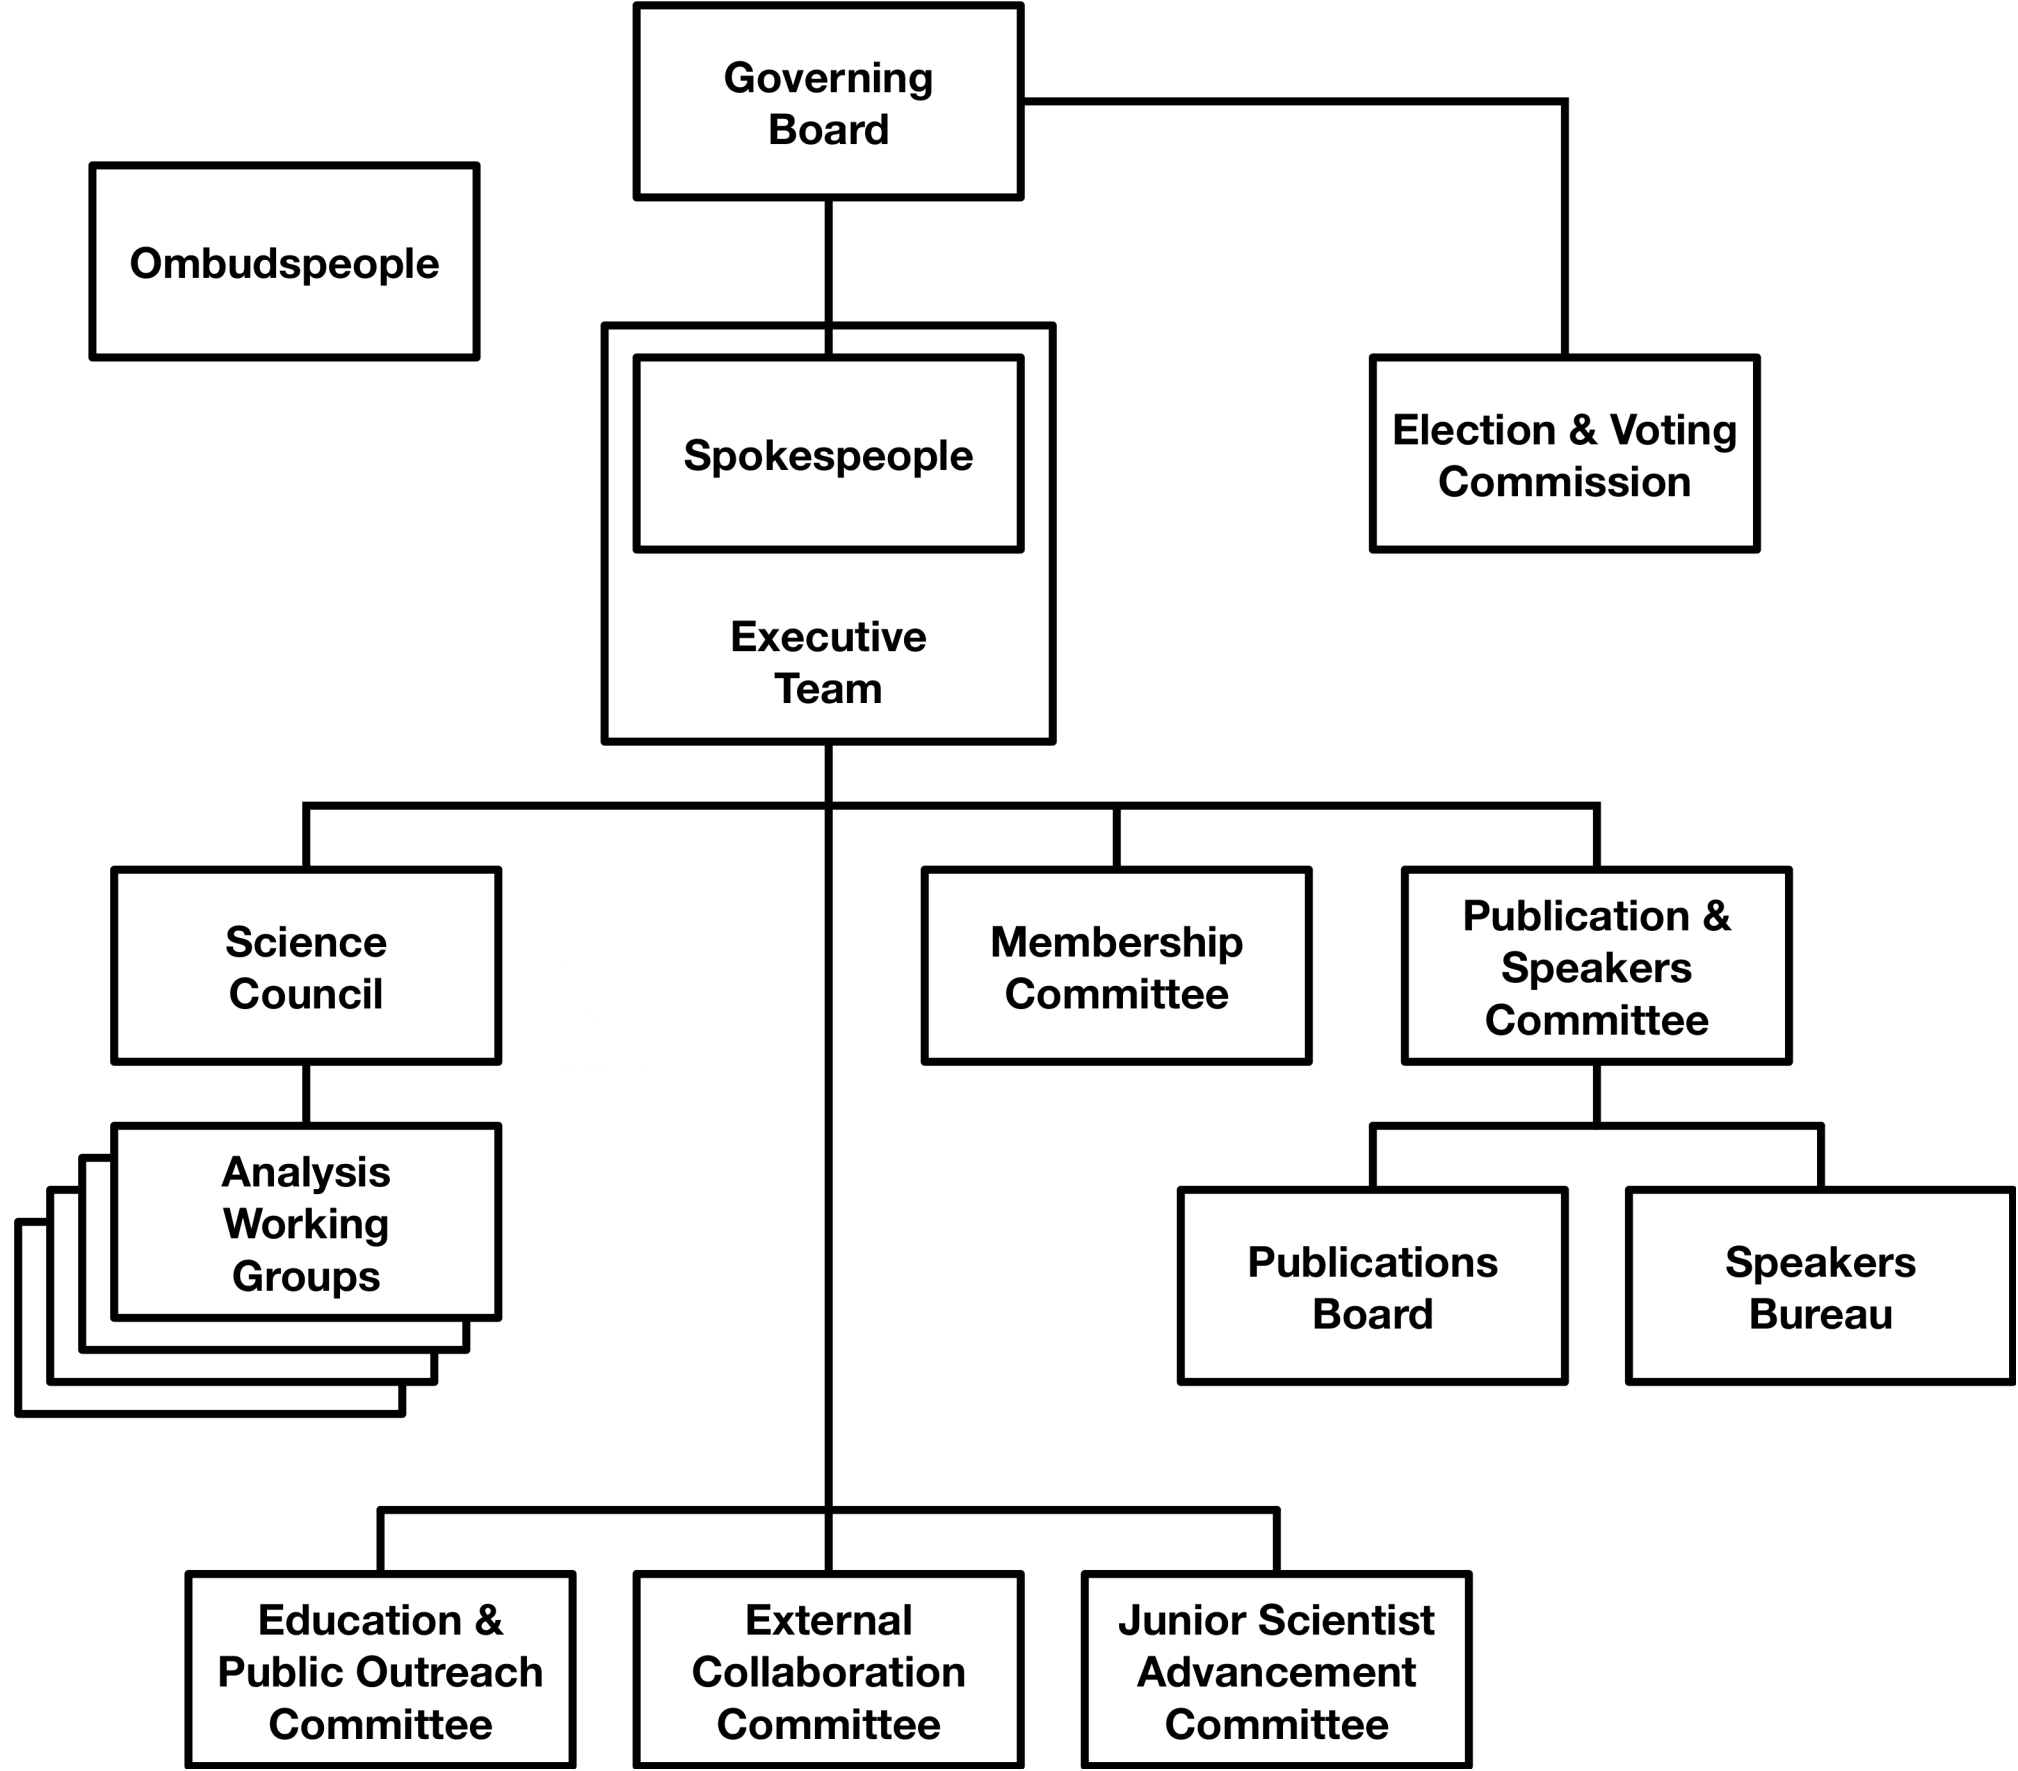 Governing
Board
Ombudspeople
Spokespeople
Election & Voting
Commission
Executive
Team
Science
Council
Membership
Committee
Publication &
Speakers
Committee
Analysis
Working
Groups
Publications
Board
Speakers
Bureau
Education &
Public Outreach
Committee
External
Collaboration
Committee
Junior Scientist
Advancement
Committee